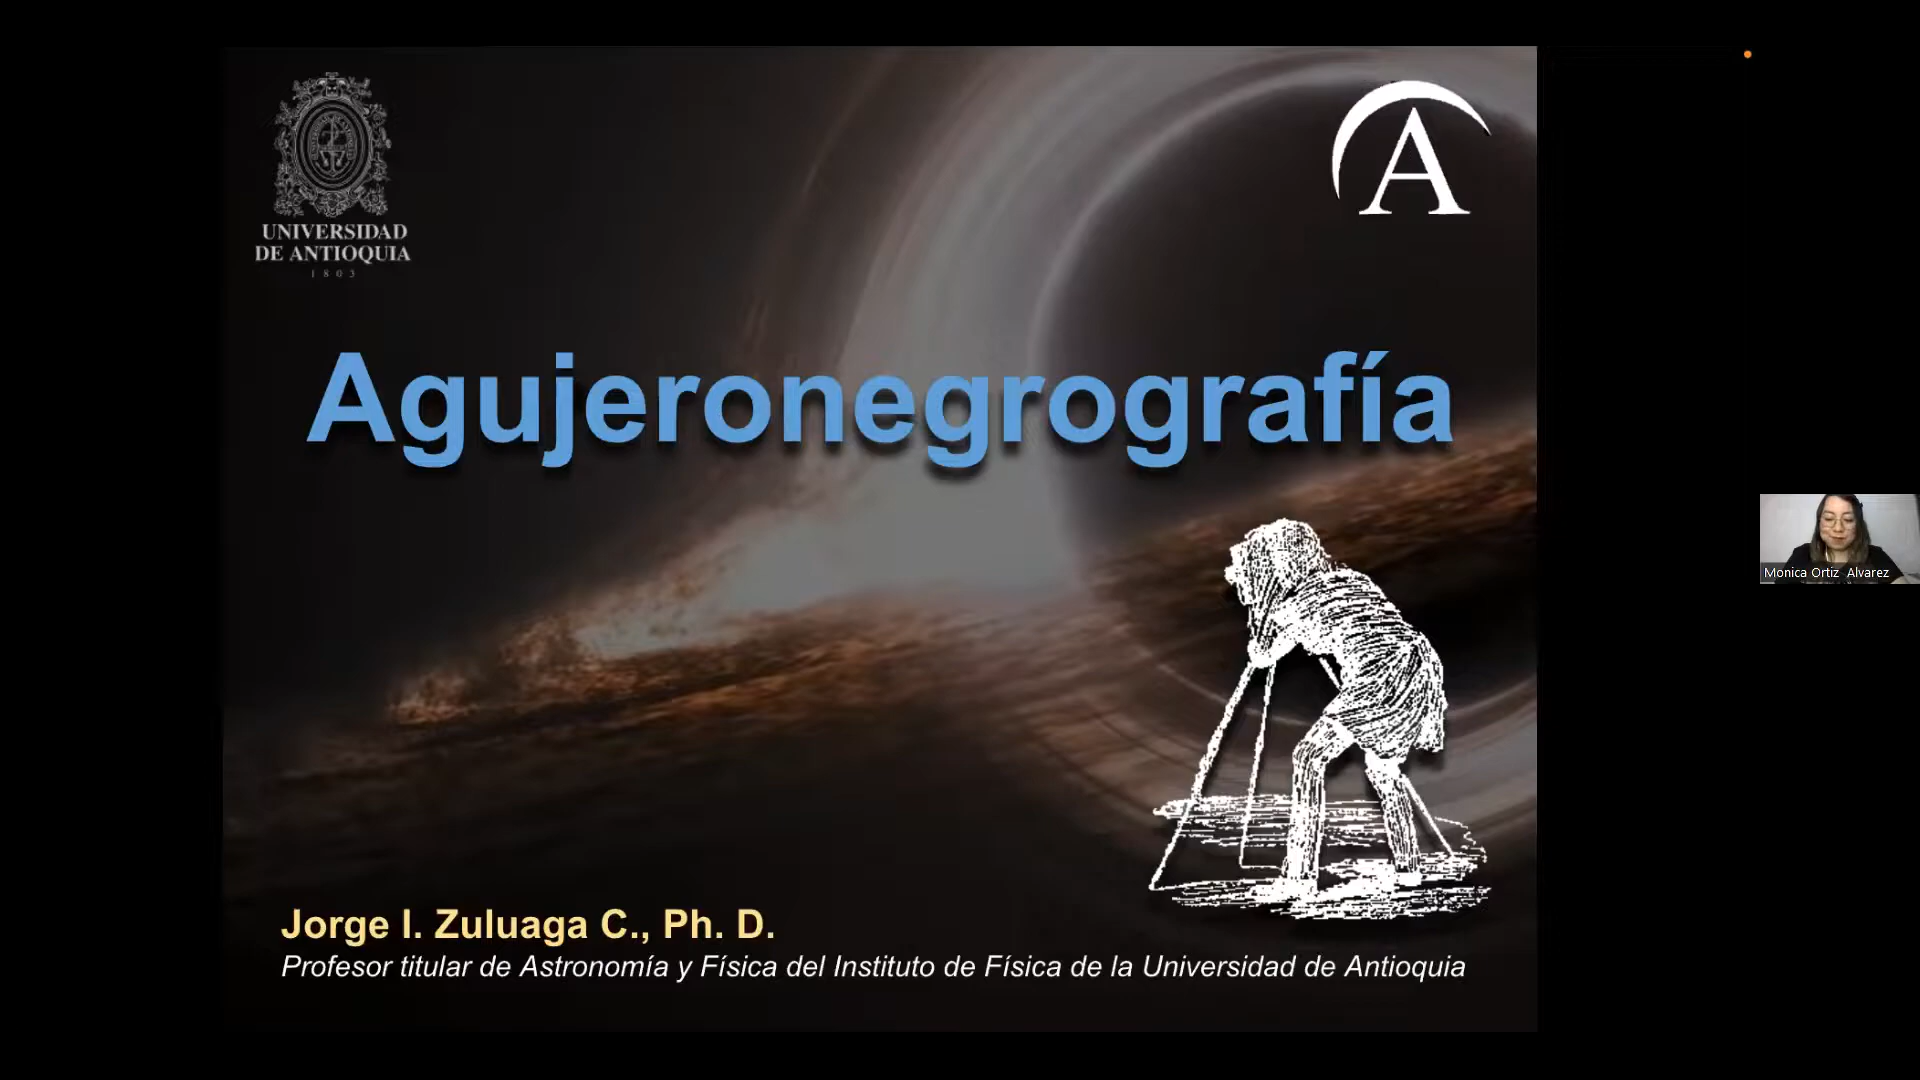 UNIVERSIDAD
DE ANTIOQUIA
1803
A
Agujeronegrografía
Jorge I. Zuluaga C., Ph. D.
Profesor titular de Astronomía y Física del Instituto de Física de la Universidad de Antioquia
Monica Ortiz Alvarez